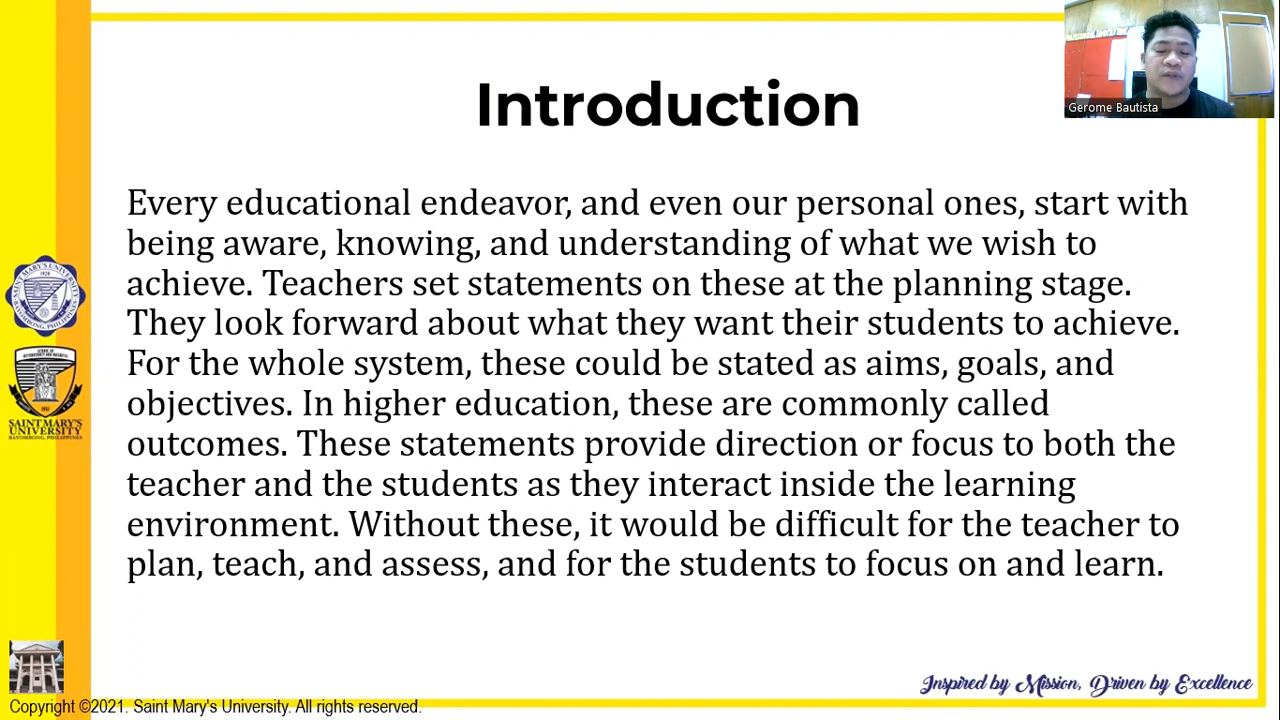 Introduction
Gerome Bautista
Every educational endeavor, and even our personal ones, start with
being aware, knowing, and understanding of what we wish to
achieve. Teachers set statements on these at the planning stage.
They look forward about what they want their students to achieve.
For the whole system, these could be stated as aims, goals, and
objectives. In higher education, these are commonly called
outcomes. These statements provide direction or focus to both the
teacher and the students as they interact inside the learning
environment. Without these, it would be difficult for the teacher to
plan, teach, and assess, and for the students to focus on and learn.
SAINT MARY'S
UNIVERSITY
BAYOMBONG, PHILIPPINES
Inspired by Mission, Driven by Excellence
Copyright ©2021. Saint Mary's University. All rights reserved.